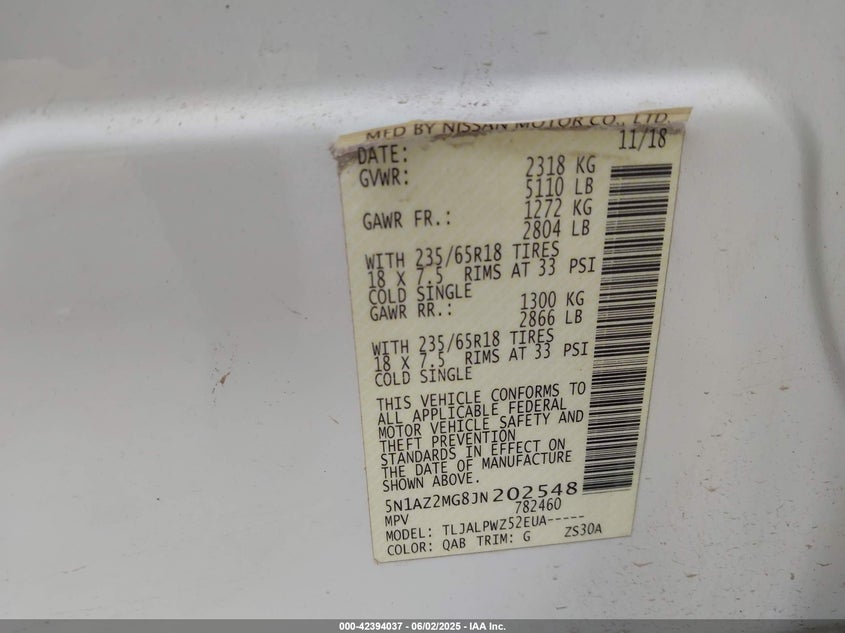 MFD BY NISSAN MOTOR CO., LTD.
DATE: 11/18
GVWR: 2318 KG
5110 LB
GAWR FR.: 1272 KG
2804 LB
WITH 235/65R18 TIRES
18 X 7.5 RIMS AT 33 PSI
COLD SINGLE
GAWR RR.: 1300 KG
2866 LB
WITH 235/65R18 TIRES
18 X 7.5 RIMS AT 33 PSI
COLD SINGLE
THIS VEHICLE CONFORMS TO
ALL APPLICABLE FEDERAL
MOTOR VEHICLE SAFETY AND
THEFT PREVENTION
STANDARDS IN EFFECT ON
THE DATE OF MANUFACTURE
SHOWN ABOVE.
5N1AZ2MG8JN202548
MPV 782460
MODEL: TLJALPWZ52EUA-----
COLOR: QAB TRIM: G ZS30A
000-42394037 - 06/02/2025 - IAA Inc.